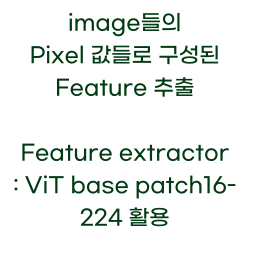 image들의
Pixel 값들로 구성된
Feature 추출
Feature extractor
: ViT base patch16-
224 활용